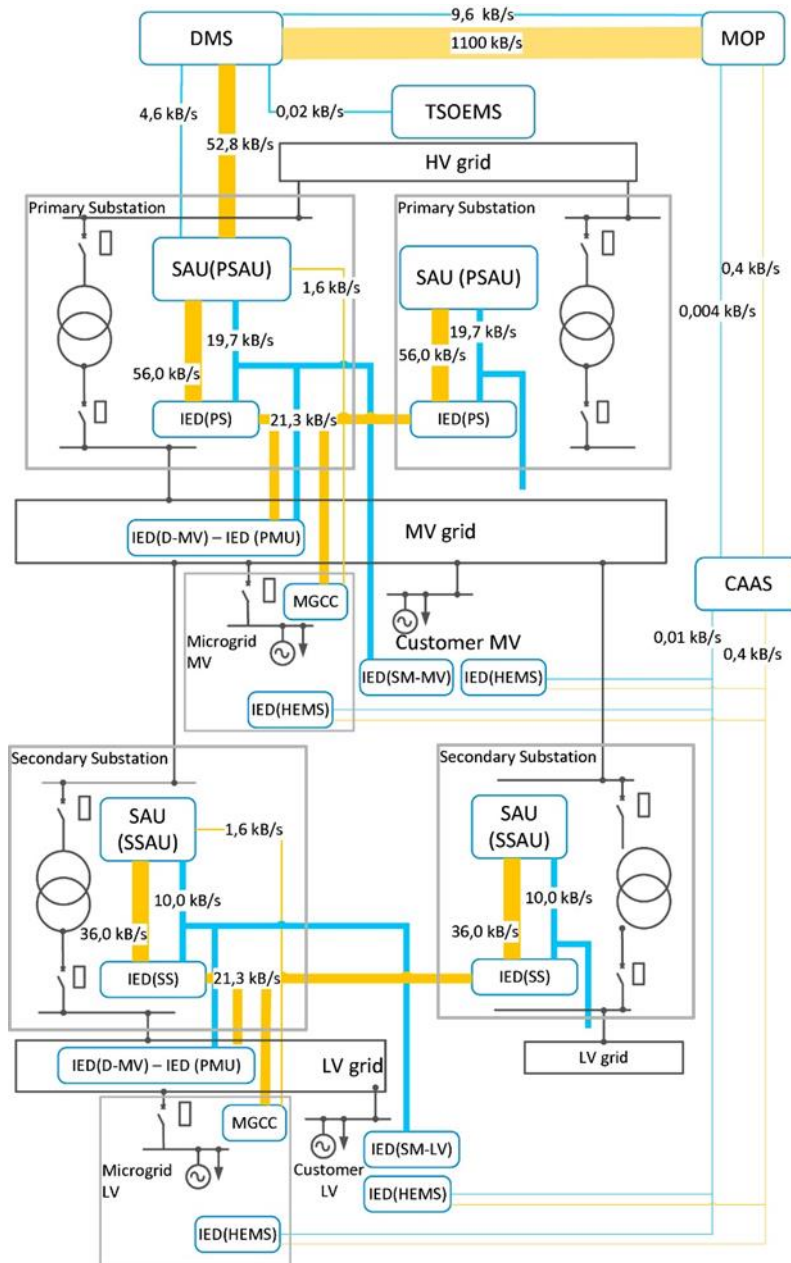 9,6 kB/s
DMS
1100 kB/s
MOP
4,6 kB/s
0,02 kB/s
TSOEMS
52,8 kB/s
HV grid
Primary Substation
Primary Substation
SAU(PSAU)
SAU (PSAU)
1,6 kB/s
0,4 kB/s
0,004 kB/s
19,7 kB/s
19,7 kB/s
56,0 kB/s
56,0 kB/s
IED(PS)
21,3 kB/s
IED(PS)
MV grid
IED(D-MV) – IED (PMU)
MGCC
CAAS
Microgrid
MV
Customer MV
0,01 kB/s
0,4 kB/s
IED(SM-MV)
IED(HEMS)
IED(HEMS)
Secondary Substation
Secondary Substation
SAU
(SSAU)
1,6 kB/s
SAU
(SSAU)
10,0 kB/s
10,0 kB/s
36,0 kB/s
36,0 kB/s
IED(SS)
21,3 kB/s
IED(SS)
IED(D-MV) – IED (PMU)
LV grid
LV grid
MGCC
Microgrid
LV
Customer
LV
IED(SM-LV)
IED(HEMS)
IED(HEMS)